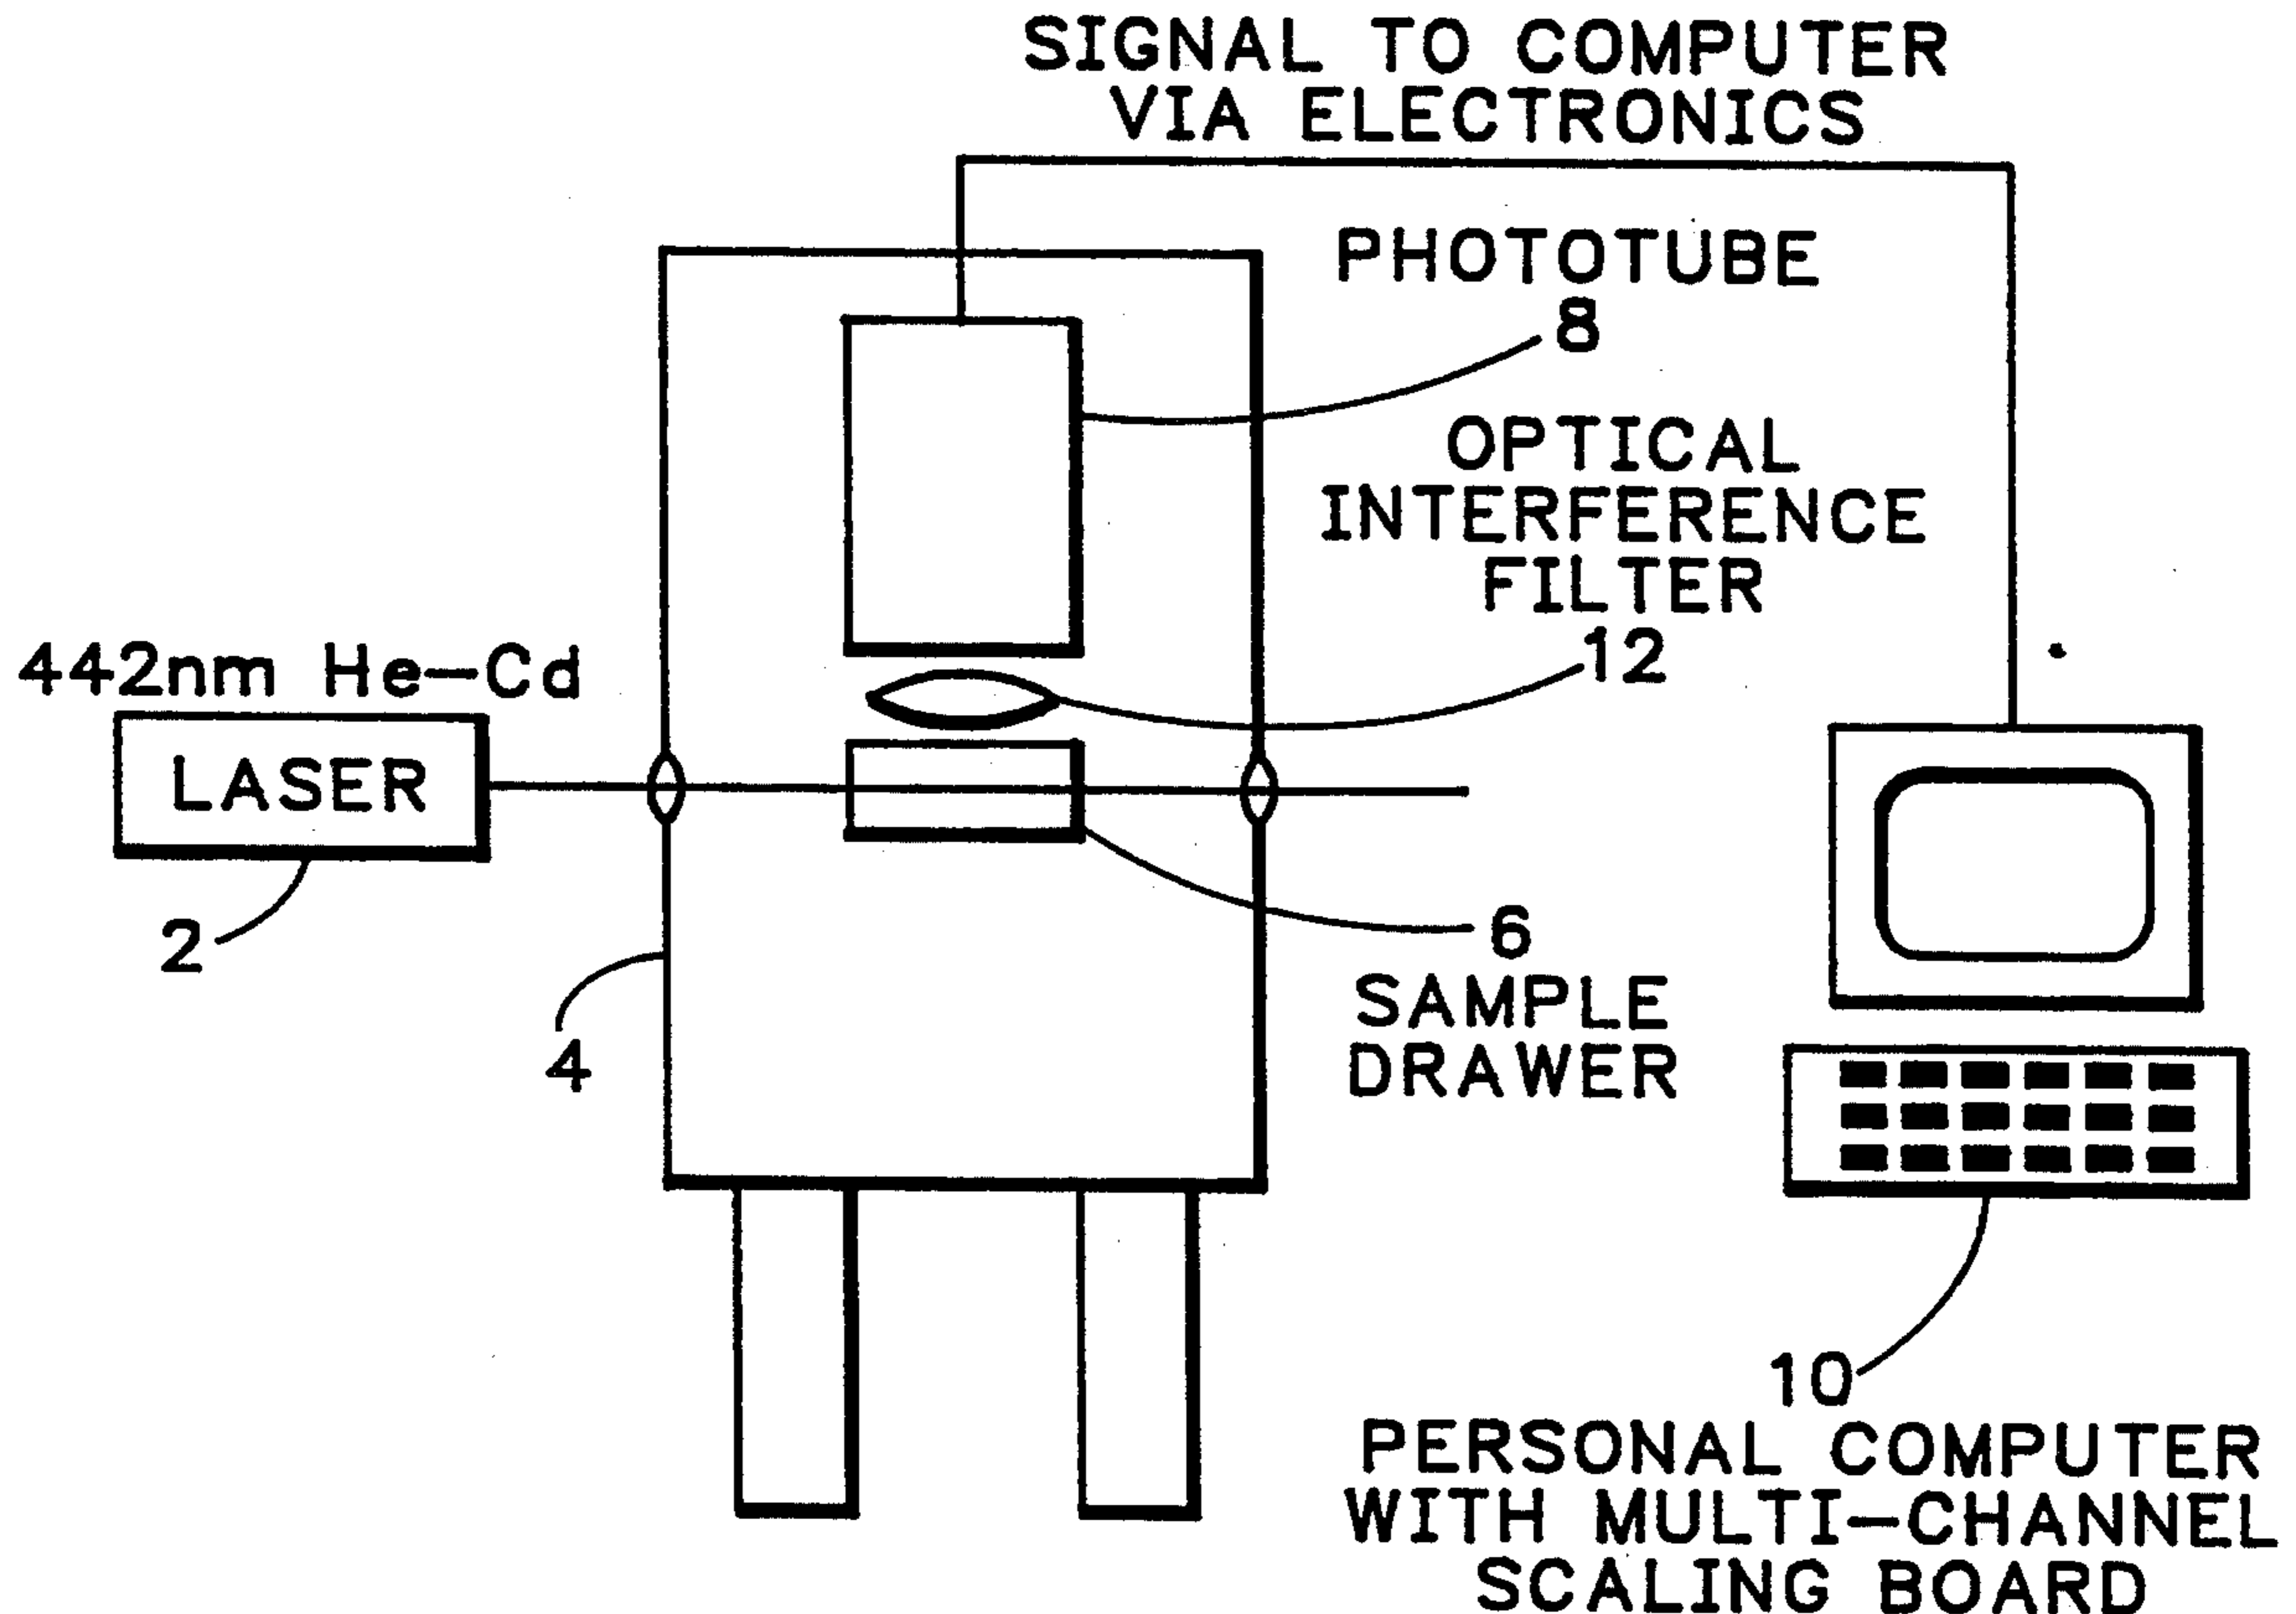 SIGNAL TO COMPUTER
VIA ELECTRONICS
PHOTOTUBE
8
OPTICAL
INTERFERENCE
FILTER
12
442nm He-Cd
LASER
2
4
6
SAMPLE
DRAWER
10
PERSONAL COMPUTER
WITH MULTI-CHANNEL
SCALING BOARD